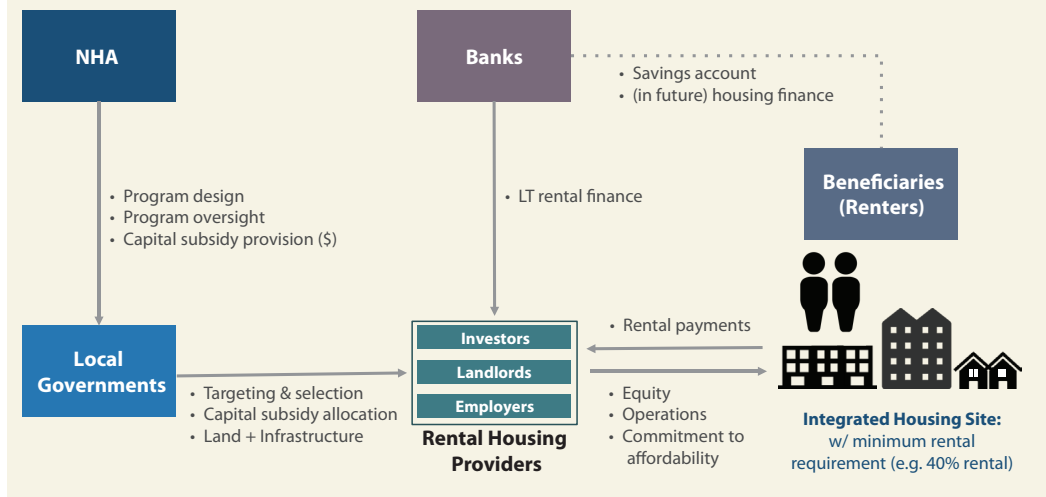 NHA
Banks
• Savings account
• (in future) housing finance
Beneficiaries
(Renters)
• Program design
• Program oversight
• Capital subsidy provision ($)
• LT rental finance
Local
Governments
• Targeting & selection
• Capital subsidy allocation
• Land + Infrastructure
Investors
Landlords
Employers
Rental Housing
Providers
• Rental payments
• Equity
• Operations
• Commitment to
affordability
Integrated Housing Site:
w/ minimum rental
requirement (e.g. 40% rental)